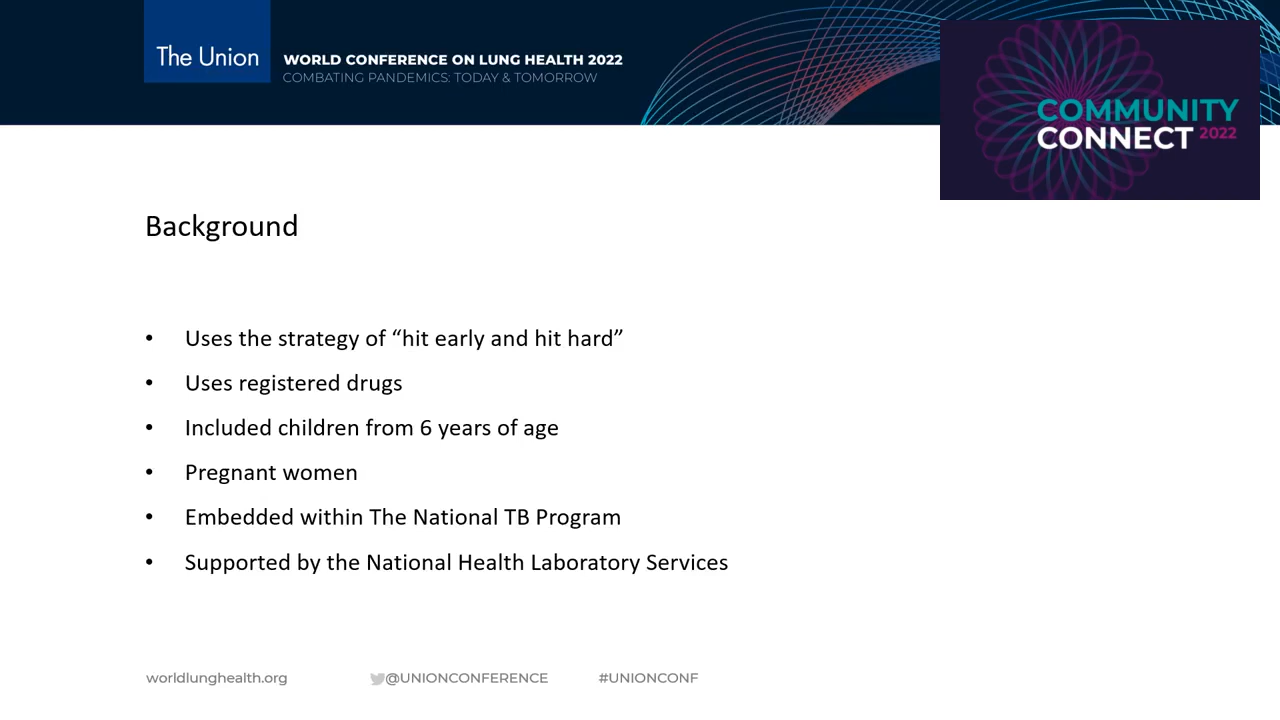 The Union
WORLD CONFERENCE ON LUNG HEALTH 2022
COMBATING PANDEMICS: TODAY & TOMORROW
COMMUNITY
CONNECT 2022
Background
• Uses the strategy of “hit early and hit hard”
• Uses registered drugs
• Included children from 6 years of age
• Pregnant women
• Embedded within The National TB Program
• Supported by the National Health Laboratory Services
worldlunghealth.org @UNIONCONFERENCE #UNIONCONF